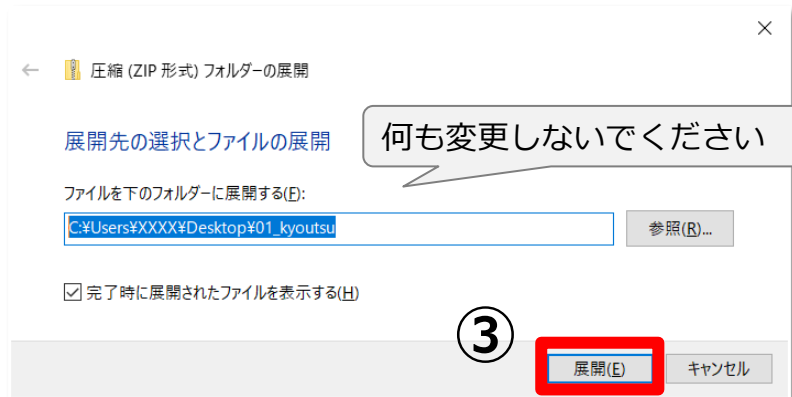 圧縮 (ZIP 形式) フォルダーの展開
展開先の選択とファイルの展開
何も変更しないでください
ファイルを下のフォルダーに展開する(F):
C:¥Users¥XXXX¥Desktop¥01_kyoutsu
参照(R)...
完了時に展開されたファイルを表示する(H)
③
展開(E)
キャンセル